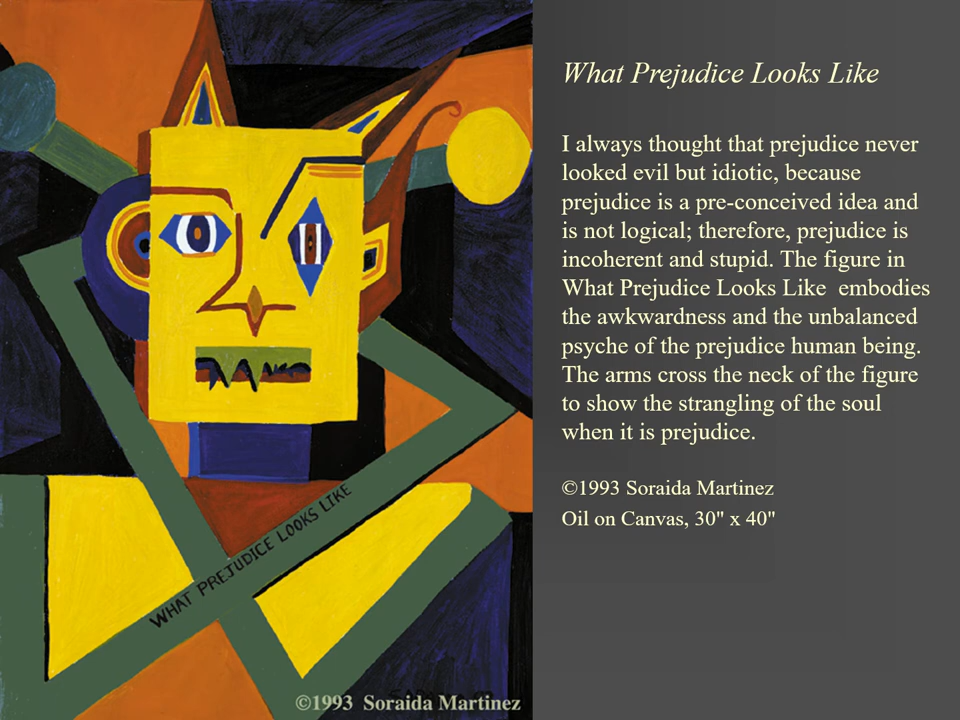 What Prejudice Looks Like
I always thought that prejudice never
looked evil but idiotic, because
prejudice is a pre-conceived idea and
is not logical; therefore, prejudice is
incoherent and stupid. The figure in
What Prejudice Looks Like  embodies
the awkwardness and the unbalanced
psyche of the prejudice human being.
The arms cross the neck of the figure
to show the strangling of the soul
when it is prejudice.
©1993 Soraida Martinez
Oil on Canvas, 30" x 40"
WHAT PREJUDICE LOOKS LIKE
©1993  Soraida Martinez